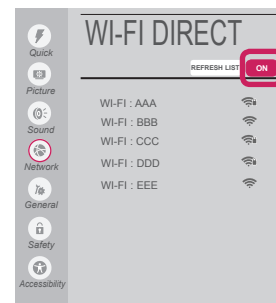 WI-FI DIRECT
REFRESH LIST ON
Quick
Picture
Sound
Network
General
Safety
Accessibility
WI-FI : AAA
WI-FI : BBB
WI-FI : CCC
WI-FI : DDD
WI-FI : EEE